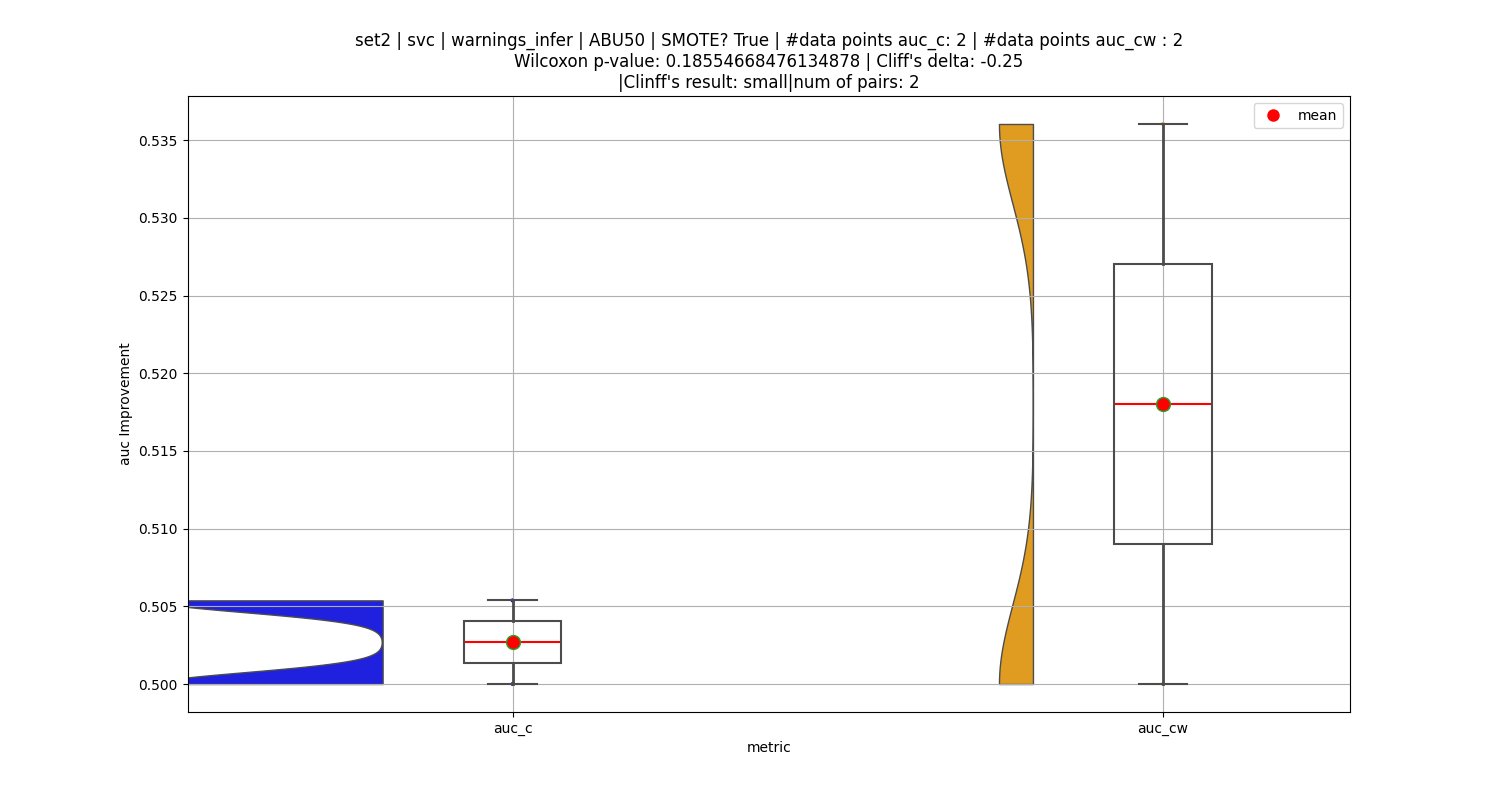 set2 | svc | warnings_infer | ABU50 | SMOTE? True | #data points auc_c: 2 | #data points auc_cw : 2
Wilcoxon p-value: 0.18554668476134878 | Cliff's delta: -0.25
|Clinff's result: small|num of pairs: 2
mean
0.535
0.530
0.525
0.520
0.515
0.510
0.505
0.500
auc Improvement
auc_c
auc_cw
metric